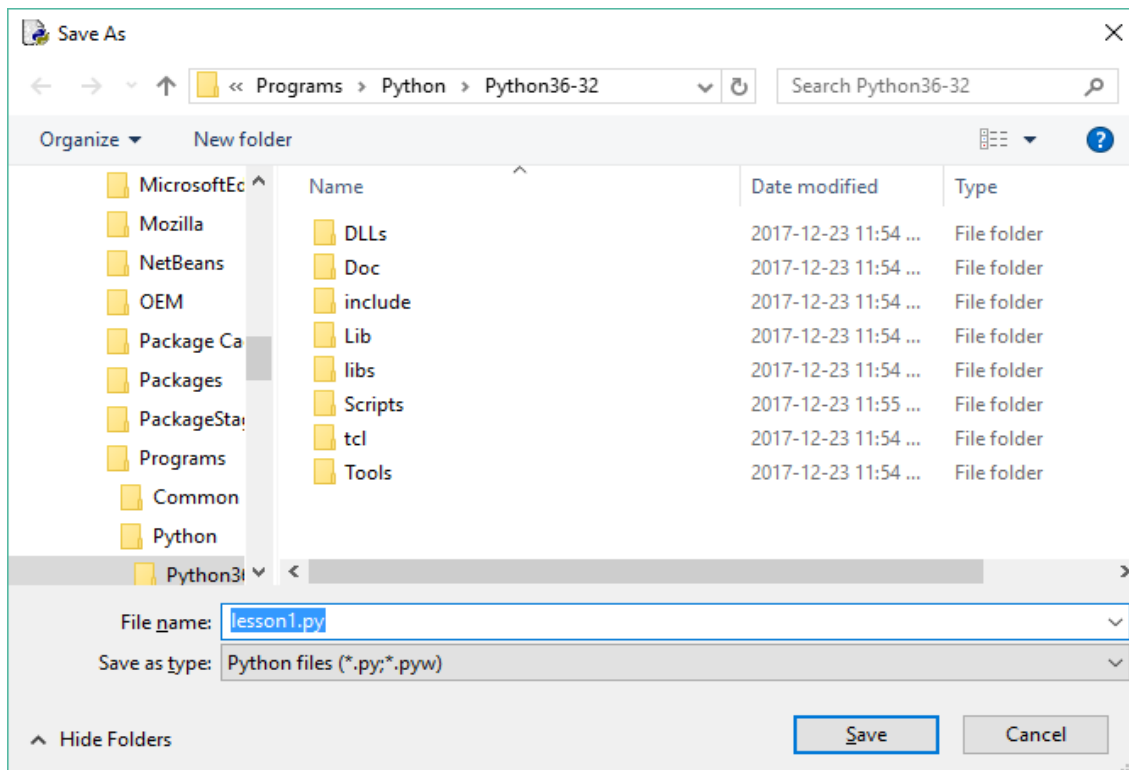 Save As
« Programs > Python > Python36-32
Search Python36-32
Organize
New folder
Name
Date modified
Type
MicrosoftEd
Mozilla
NetBeans
OEM
Package Ca
Packages
PackageSta
Programs
Common
Python
Python36
DLLs 2017-12-23 11:54 ... File folder
Doc 2017-12-23 11:54 ... File folder
include 2017-12-23 11:54 ... File folder
Lib 2017-12-23 11:54 ... File folder
libs 2017-12-23 11:54 ... File folder
Scripts 2017-12-23 11:55 ... File folder
tcl 2017-12-23 11:54 ... File folder
Tools 2017-12-23 11:54 ... File folder
File name: lesson1.py
Save as type: Python files (*.py;*.pyw)
Hide Folders
Save
Cancel